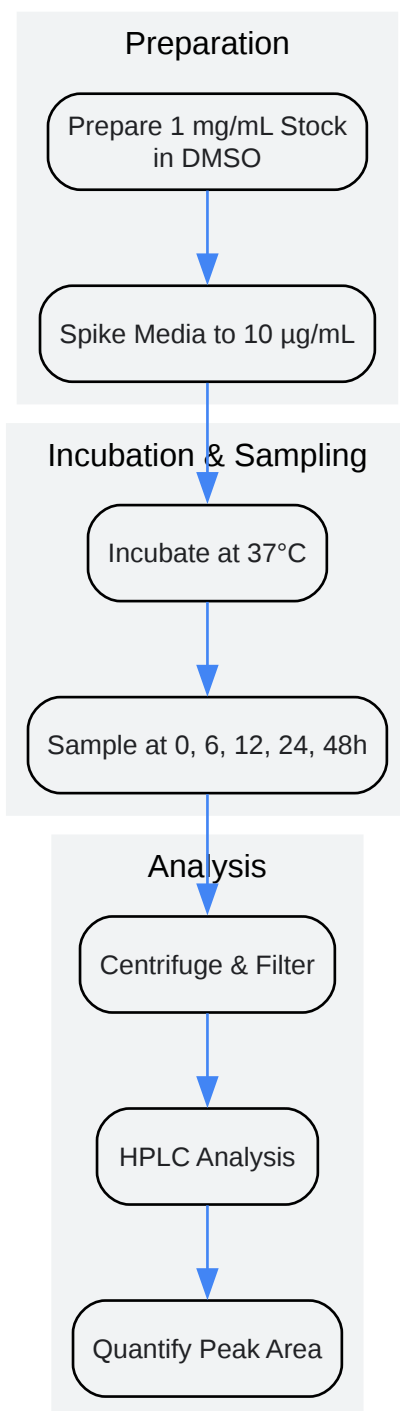 Preparation
Prepare 1 mg/mL Stock
in DMSO
Spike Media to 10 µg/mL
Incubation & Sampling
Incubate at 37°C
Sample at 0, 6, 12, 24, 48h
Analysis
Centrifuge & Filter
HPLC Analysis
Quantify Peak Area